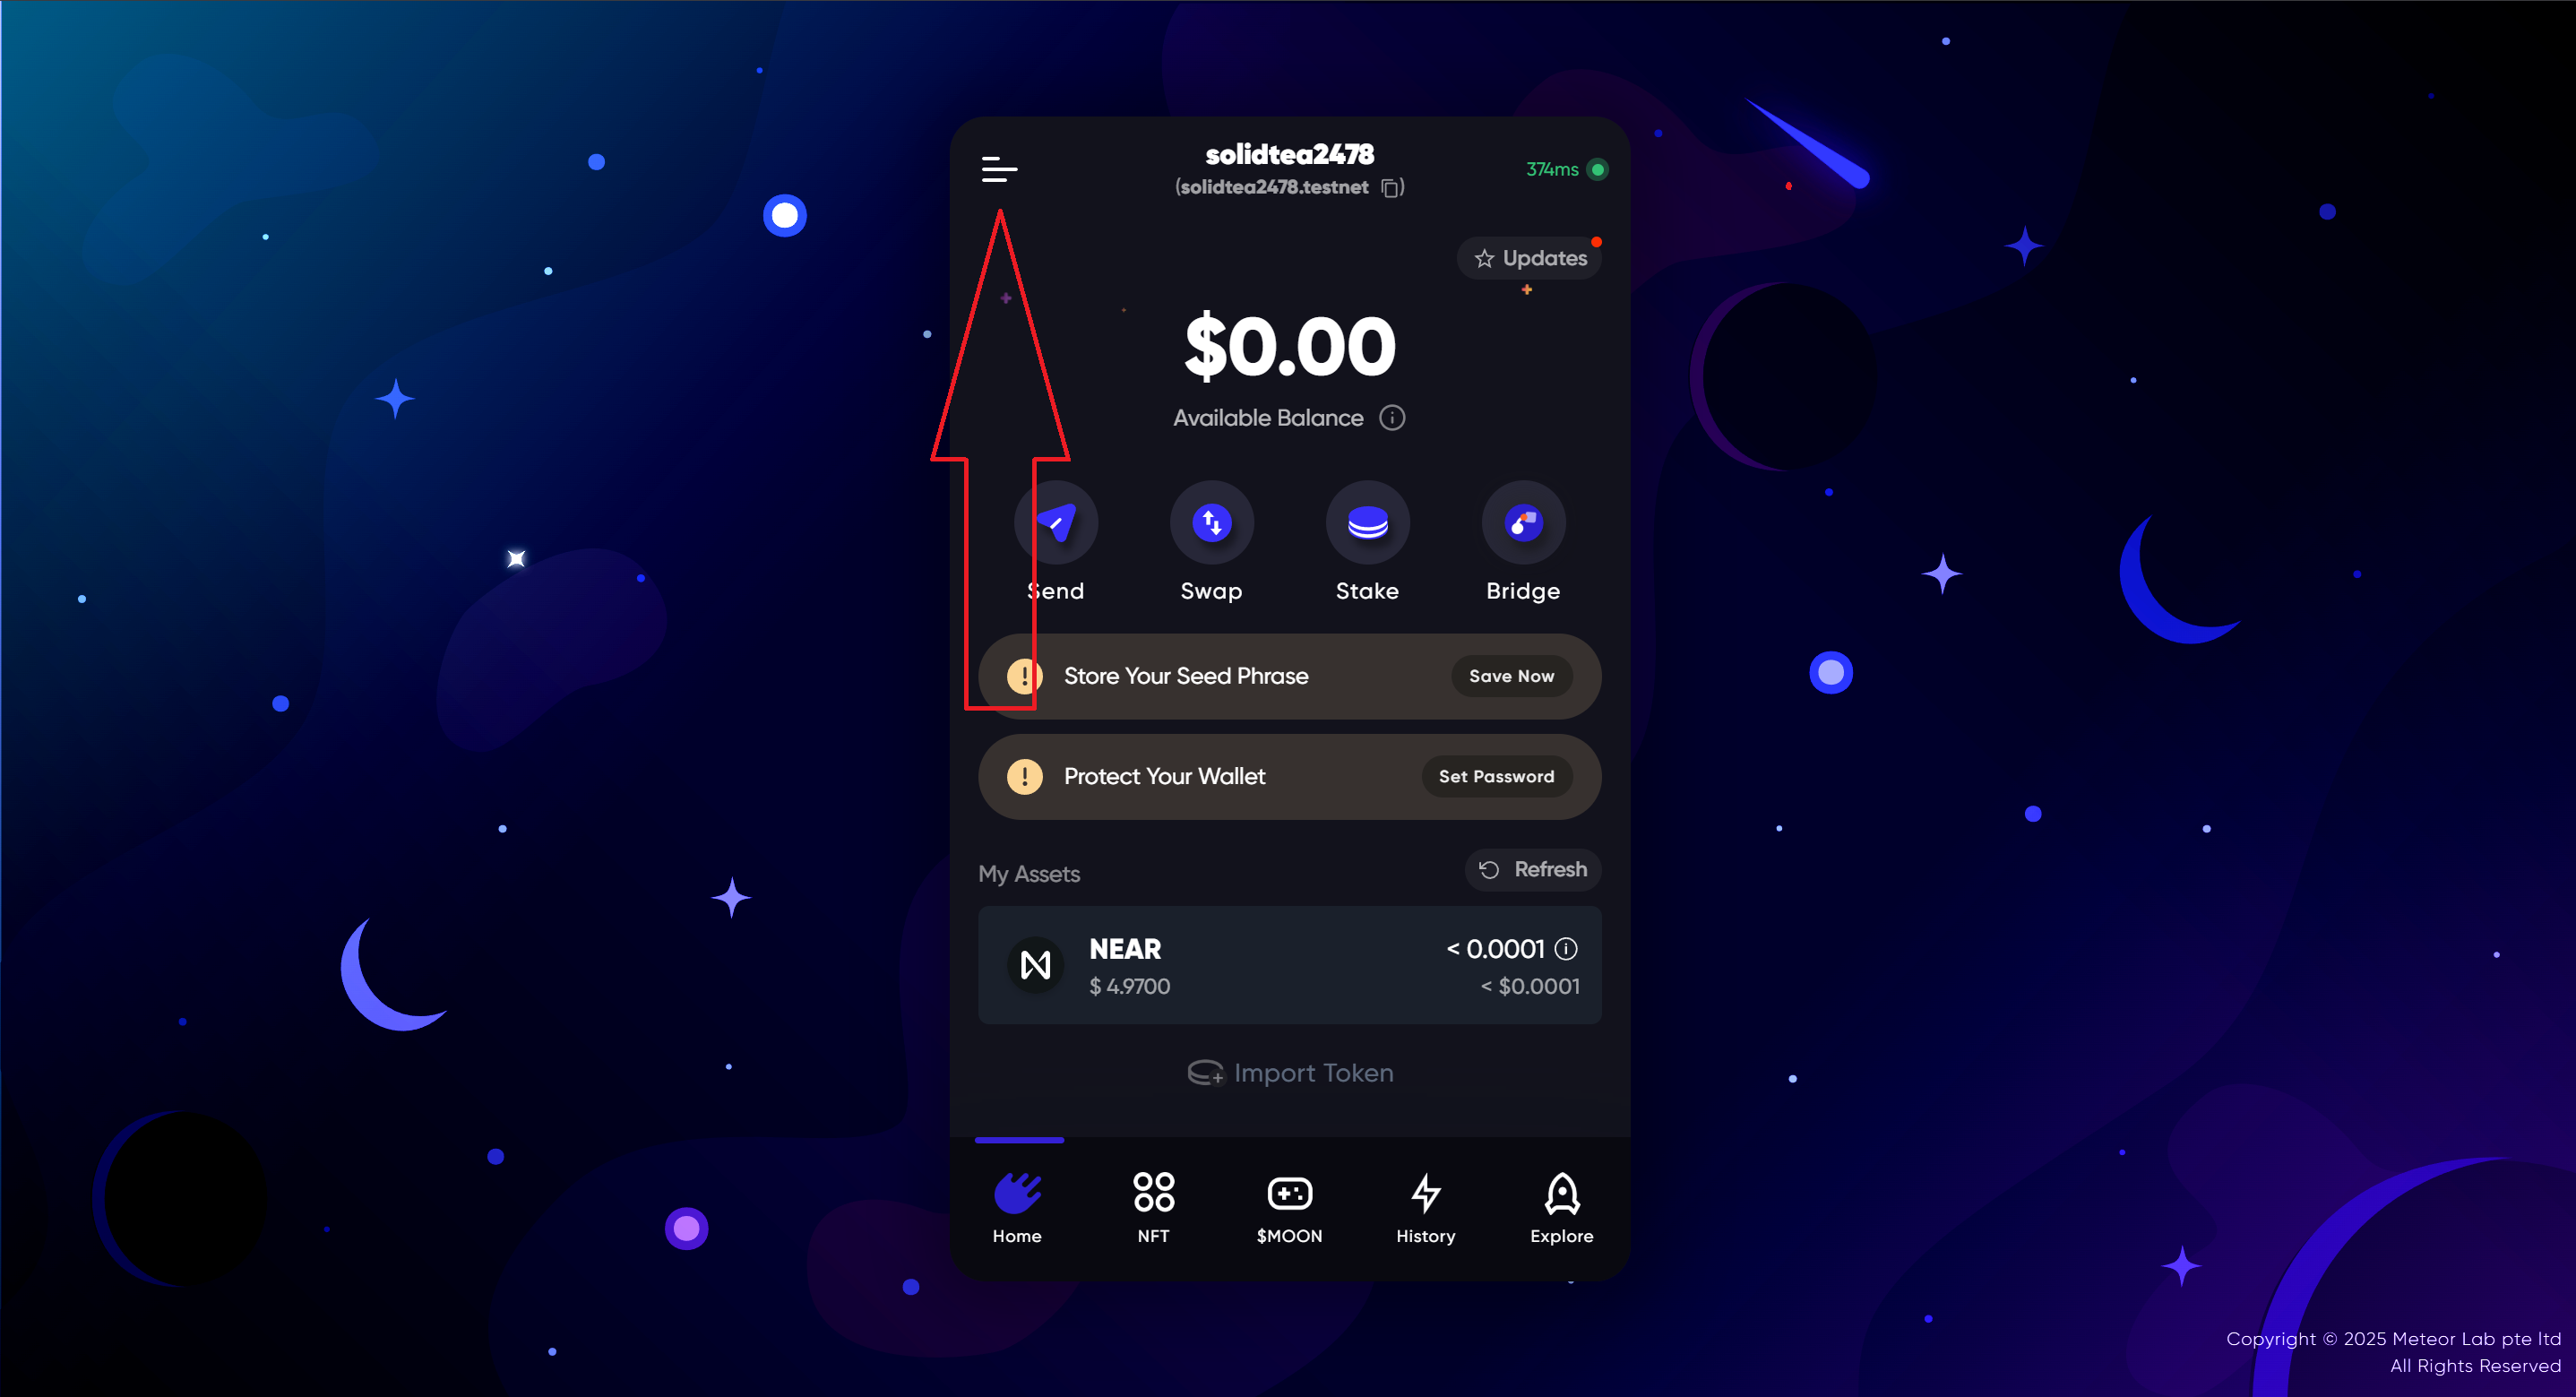 solidtea2478
(solidtea2478.testnet)
374ms
Updates
$0.00
Available Balance
Send Swap Stake Bridge
Store Your Seed Phrase Save Now
Protect Your Wallet Set Password
My Assets Refresh
NEAR < 0.0001
$ 4.9700 < $0.0001
Import Token
Home NFT $MOON History Explore
Copyright © 2025 Meteor Lab pte ltd
All Rights Reserved